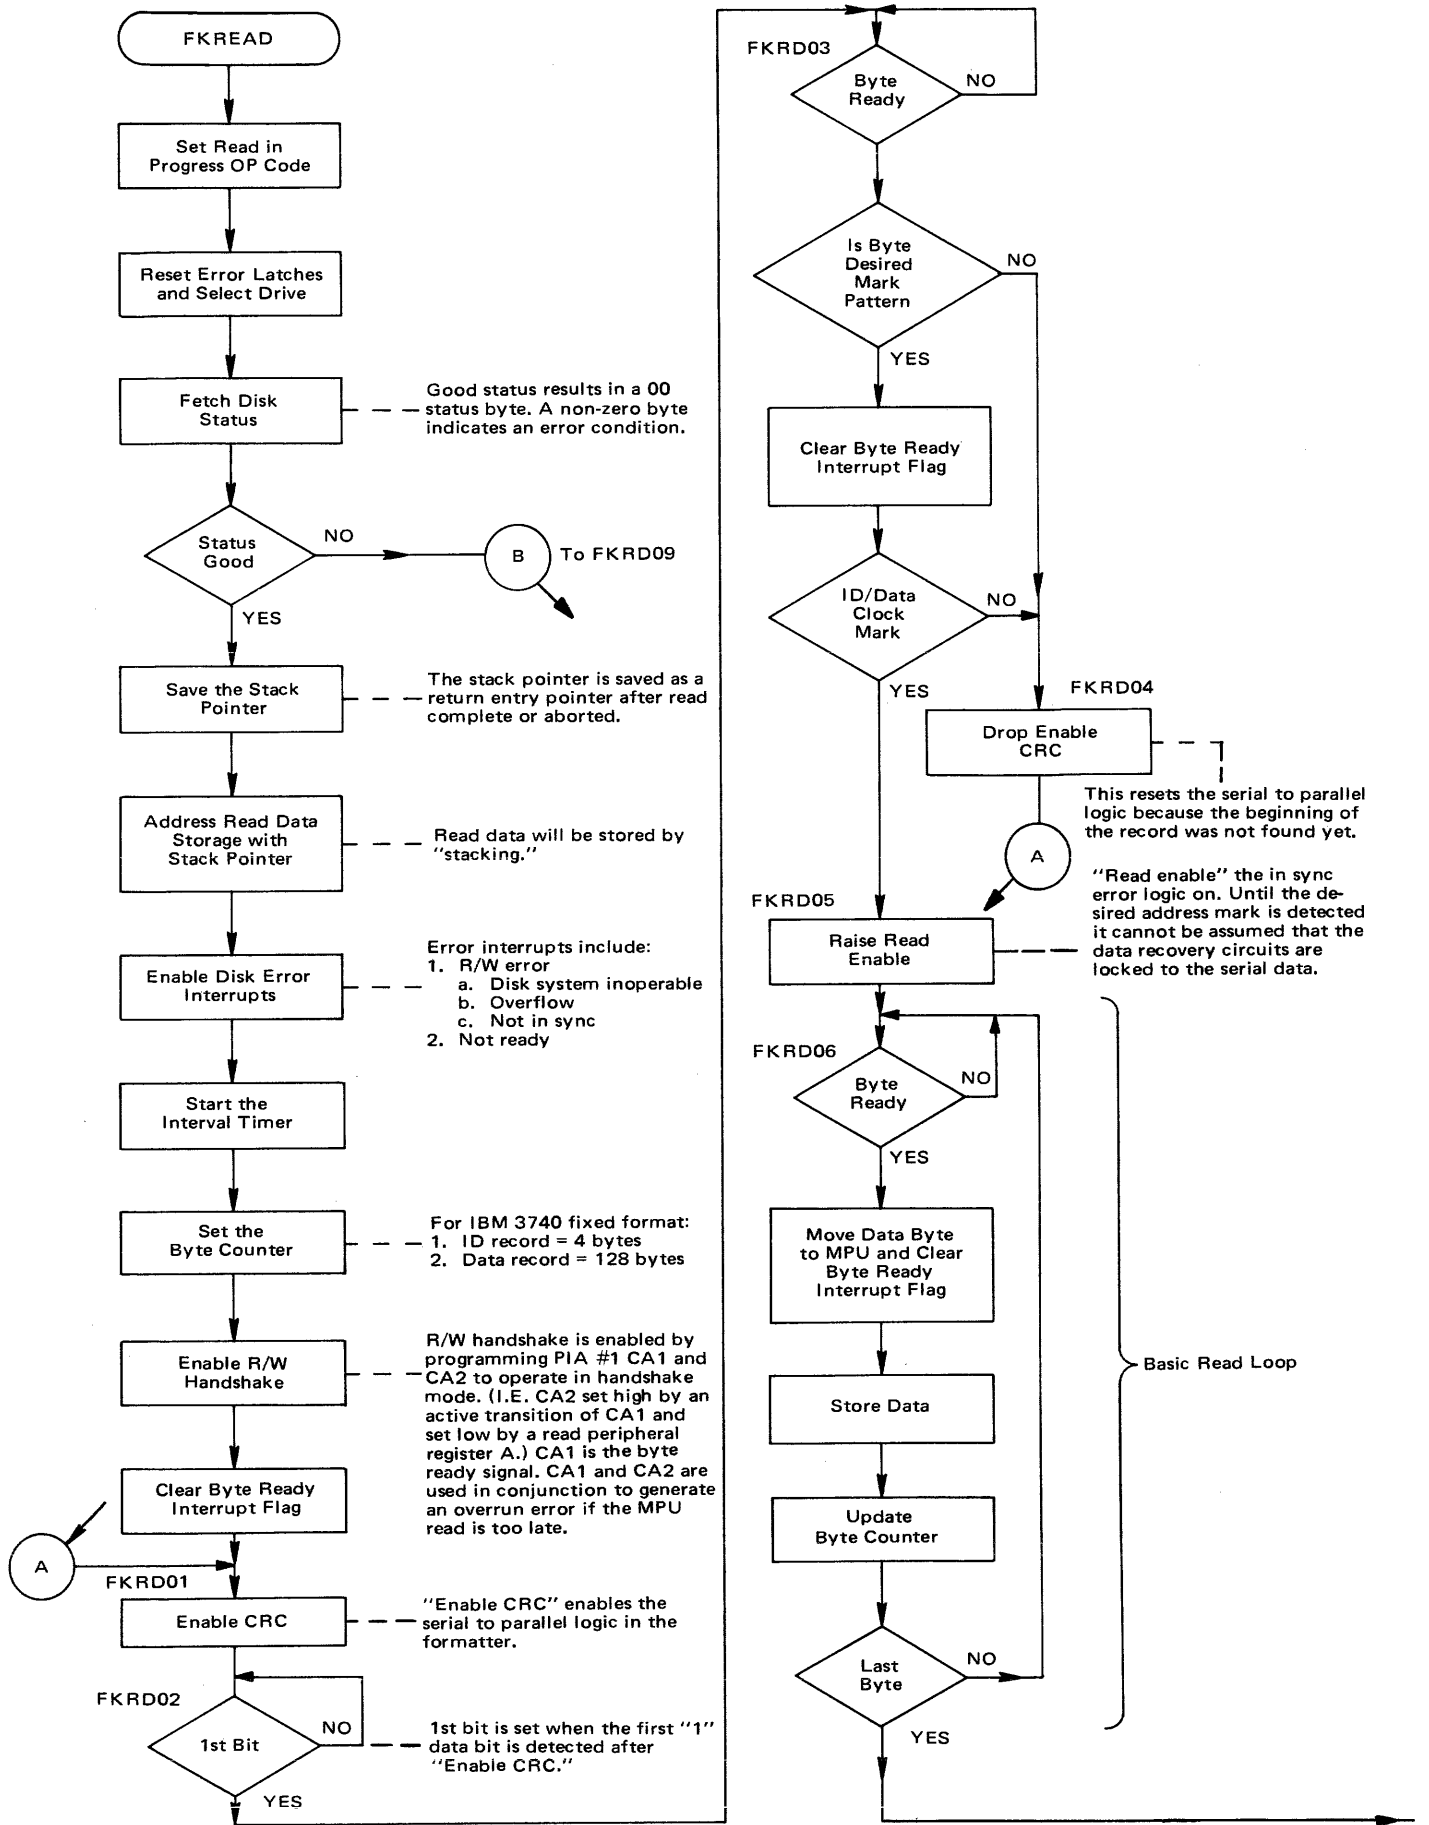 FKREAD
Set Read in
Progress OP Code
Reset Error Latches
and Select Drive
Fetch Disk
Status
Good status results in a 00
status byte. A non-zero byte
indicates an error condition.
Status
Good
NO
B
To FKRD09
YES
Save the Stack
Pointer
The stack pointer is saved as a
return entry pointer after read
complete or aborted.
Address Read Data
Storage with
Stack Pointer
Read data will be stored by
"stacking."
Enable Disk Error
Interrupts
Error interrupts include:
1. R/W error
a. Disk system inoperable
b. Overflow
c. Not in sync
2. Not ready
Start the
Interval Timer
Set the
Byte Counter
For IBM 3740 fixed format:
1. ID record = 4 bytes
2. Data record = 128 bytes
Enable R/W
Handshake
R/W handshake is enabled by
programming PIA #1 CA1 and
CA2 to operate in handshake
mode. (I.E. CA2 set high by an
active transition of CA1 and
set low by a read peripheral
register A.) CA1 is the byte
ready signal. CA1 and CA2 are
used in conjunction to generate
an overrun error if the MPU
read is too late.
Clear Byte Ready
Interrupt Flag
A
FKRD01
Enable CRC
"Enable CRC" enables the
serial to parallel logic in the
formatter.
FKRD02
1st Bit
NO
1st bit is set when the first "1"
data bit is detected after
"Enable CRC."
YES
FKRD03
Byte
Ready
NO
Is Byte
Desired
Mark
Pattern
NO
YES
Clear Byte Ready
Interrupt Flag
ID/Data
Clock
Mark
NO
YES
FKRD04
Drop Enable
CRC
This resets the serial to parallel
logic because the beginning of
the record was not found yet.
A
FKRD05
Raise Read
Enable
"Read enable" the in sync
error logic on. Until the de-
sired address mark is detected
it cannot be assumed that the
data recovery circuits are
locked to the serial data.
FKRD06
Byte
Ready
NO
YES
Move Data Byte
to MPU and Clear
Byte Ready
Interrupt Flag
Basic Read Loop
Store Data
Update
Byte Counter
Last
Byte
NO
YES